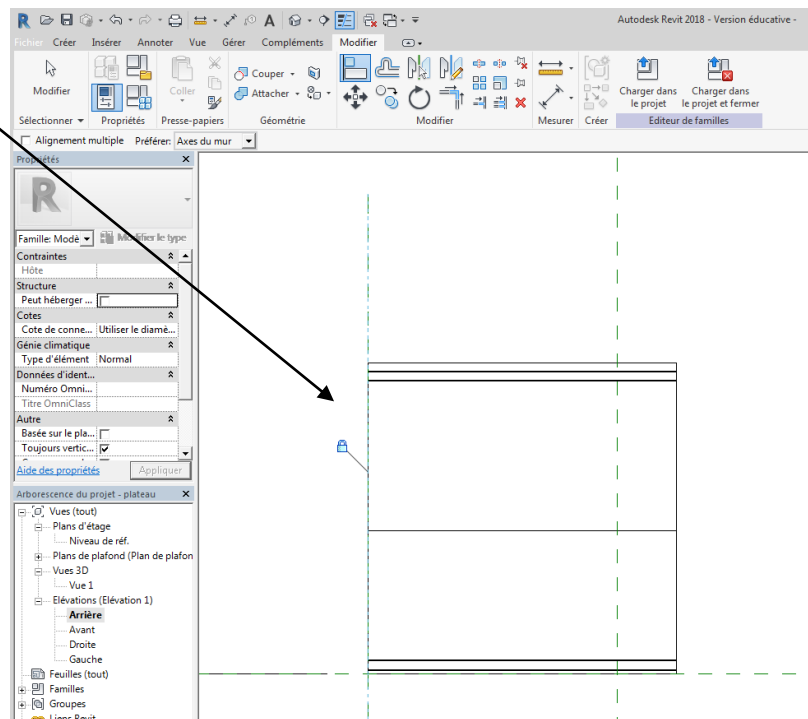 Autodesk Revit 2018 - Version éducative -
Fichier Créer Insérer Annoter Vue Gérer Compléments Modifier
Modifier
Coller
Couper
Attacher
Charger dans le projet
Charger dans le projet et fermer
Sélectionner Propriétés Presse-papiers Géométrie Modifier Mesurer Créer Editeur de familles
Alignement multiple Préférer: Axes du mur
Propriétés
Famille: Modè Modifier le type
Contraintes
Hôte
Structure
Peut héberger ...
Cotes
Cote de conne... Utiliser le diamè...
Génie climatique
Type d'élément Normal
Données d'ident...
Numéro Omni...
Titre OmniClass
Autre
Basée sur le pla...
Toujours vertic...
Aide des propriétés Appliquer
Arborescence du projet - plateau
Vues (tout)
Plans d'étage
Niveau de réf.
Plans de plafond (Plan de plafon
Vues 3D
Vue 1
Elévations (Elévation 1)
Arrière
Avant
Droite
Gauche
Feuilles (tout)
Familles
Groupes
Liens Revit